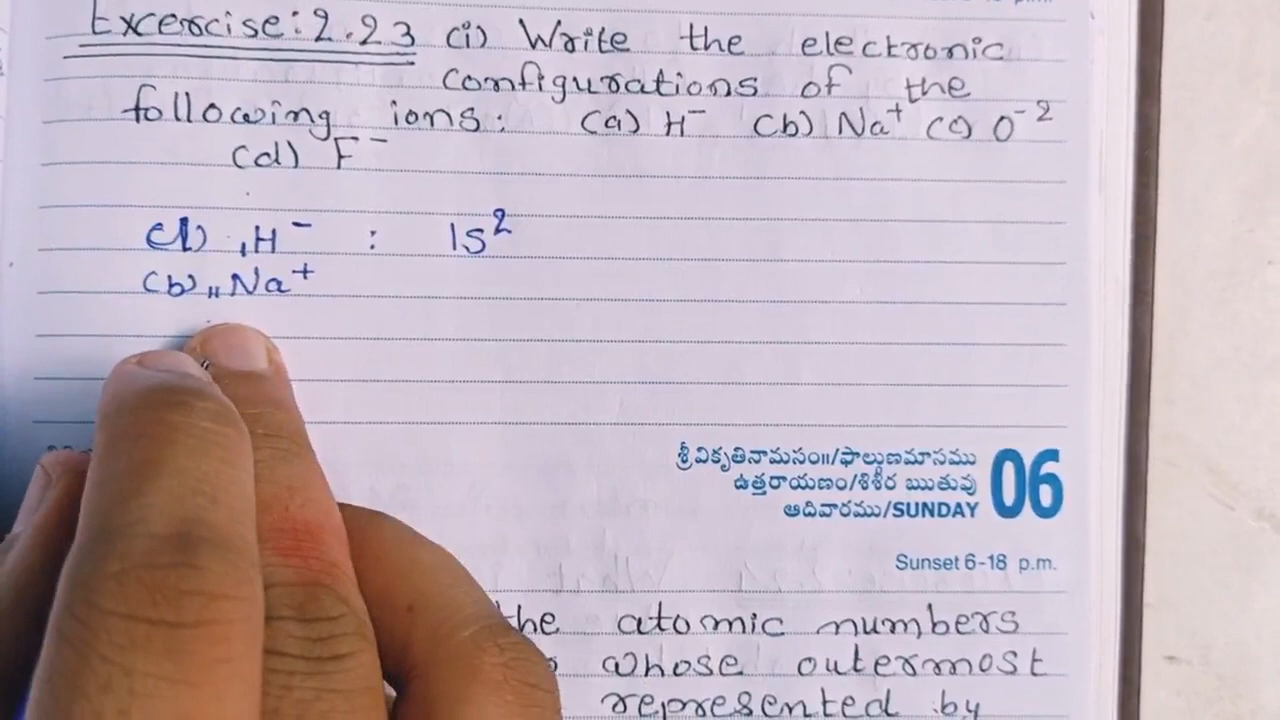 Excercise: 2.23 (i) Write the electronic
configurations of the
following ions: (a) H⁻ (b) Na⁺ (c) O⁻²
(d) F⁻
₁H⁻ : 1s²
(b) ₁₁Na⁺
శ్రీవికృతినామసం॥/ఫాల్గుణమాసము
ఉత్తరాయణం/శిశిర ఋతువు
ఆదివారము/SUNDAY 06
Sunset 6-18 p.m.
the atomic numbers
whose outermost
represented by